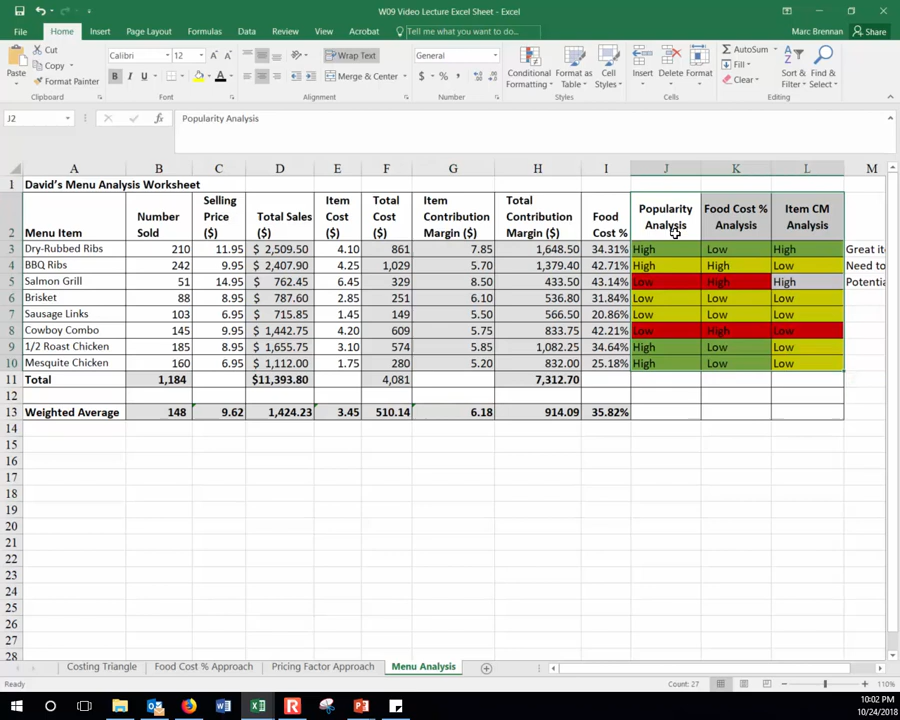 W09 Video Lecture Excel Sheet - Excel
Marc Brennan
File Home Insert Page Layout Formulas Data Review View Acrobat Tell me what you want to do... Share
Paste Cut Copy Format Painter Clipboard
Calibri 12 B I U A Font
Wrap Text Merge & Center Alignment
General $ % , Number
Conditional Formatting Format as Table Cell Styles Styles
Insert Delete Format Cells
AutoSum Fill Clear Sort & Filter Find & Select Editing
J2 fx Popularity Analysis
A B C D E F G H I J K L M
1 David's Menu Analysis Worksheet
2 Menu Item Number Sold Selling Price ($) Total Sales ($) Item Cost ($) Total Cost ($) Item Contribution Margin ($) Total Contribution Margin ($) Food Cost % Popularity Analysis Food Cost % Analysis Item CM Analysis
3 Dry-Rubbed Ribs 210 11.95 $ 2,509.50 4.10 861 7.85 1,648.50 34.31% High Low High Great it
4 BBQ Ribs 242 9.95 $ 2,407.90 4.25 1,029 5.70 1,379.40 42.71% High High Low Need to
5 Salmon Grill 51 14.95 $ 762.45 6.45 329 8.50 433.50 43.14% Low High High Potentia
6 Brisket 88 8.95 $ 787.60 2.85 251 6.10 536.80 31.84% Low Low Low
7 Sausage Links 103 6.95 $ 715.85 1.45 149 5.50 566.50 20.86% Low Low Low
8 Cowboy Combo 145 9.95 $ 1,442.75 4.20 609 5.75 833.75 42.21% Low High Low
9 1/2 Roast Chicken 185 8.95 $ 1,655.75 3.10 574 5.85 1,082.25 34.64% High Low Low
10 Mesquite Chicken 160 6.95 $ 1,112.00 1.75 280 5.20 832.00 25.18% High Low Low
11 Total 1,184 $11,393.80 4,081 7,312.70
12
13 Weighted Average 148 9.62 1,424.23 3.45 510.14 6.18 914.09 35.82%
14
15
16
17
18
19
20
21
22
23
24
25
26
27
28
Costing Triangle Food Cost % Approach Pricing Factor Approach Menu Analysis
Ready Count: 27 110%
10:02 PM
10/24/2018